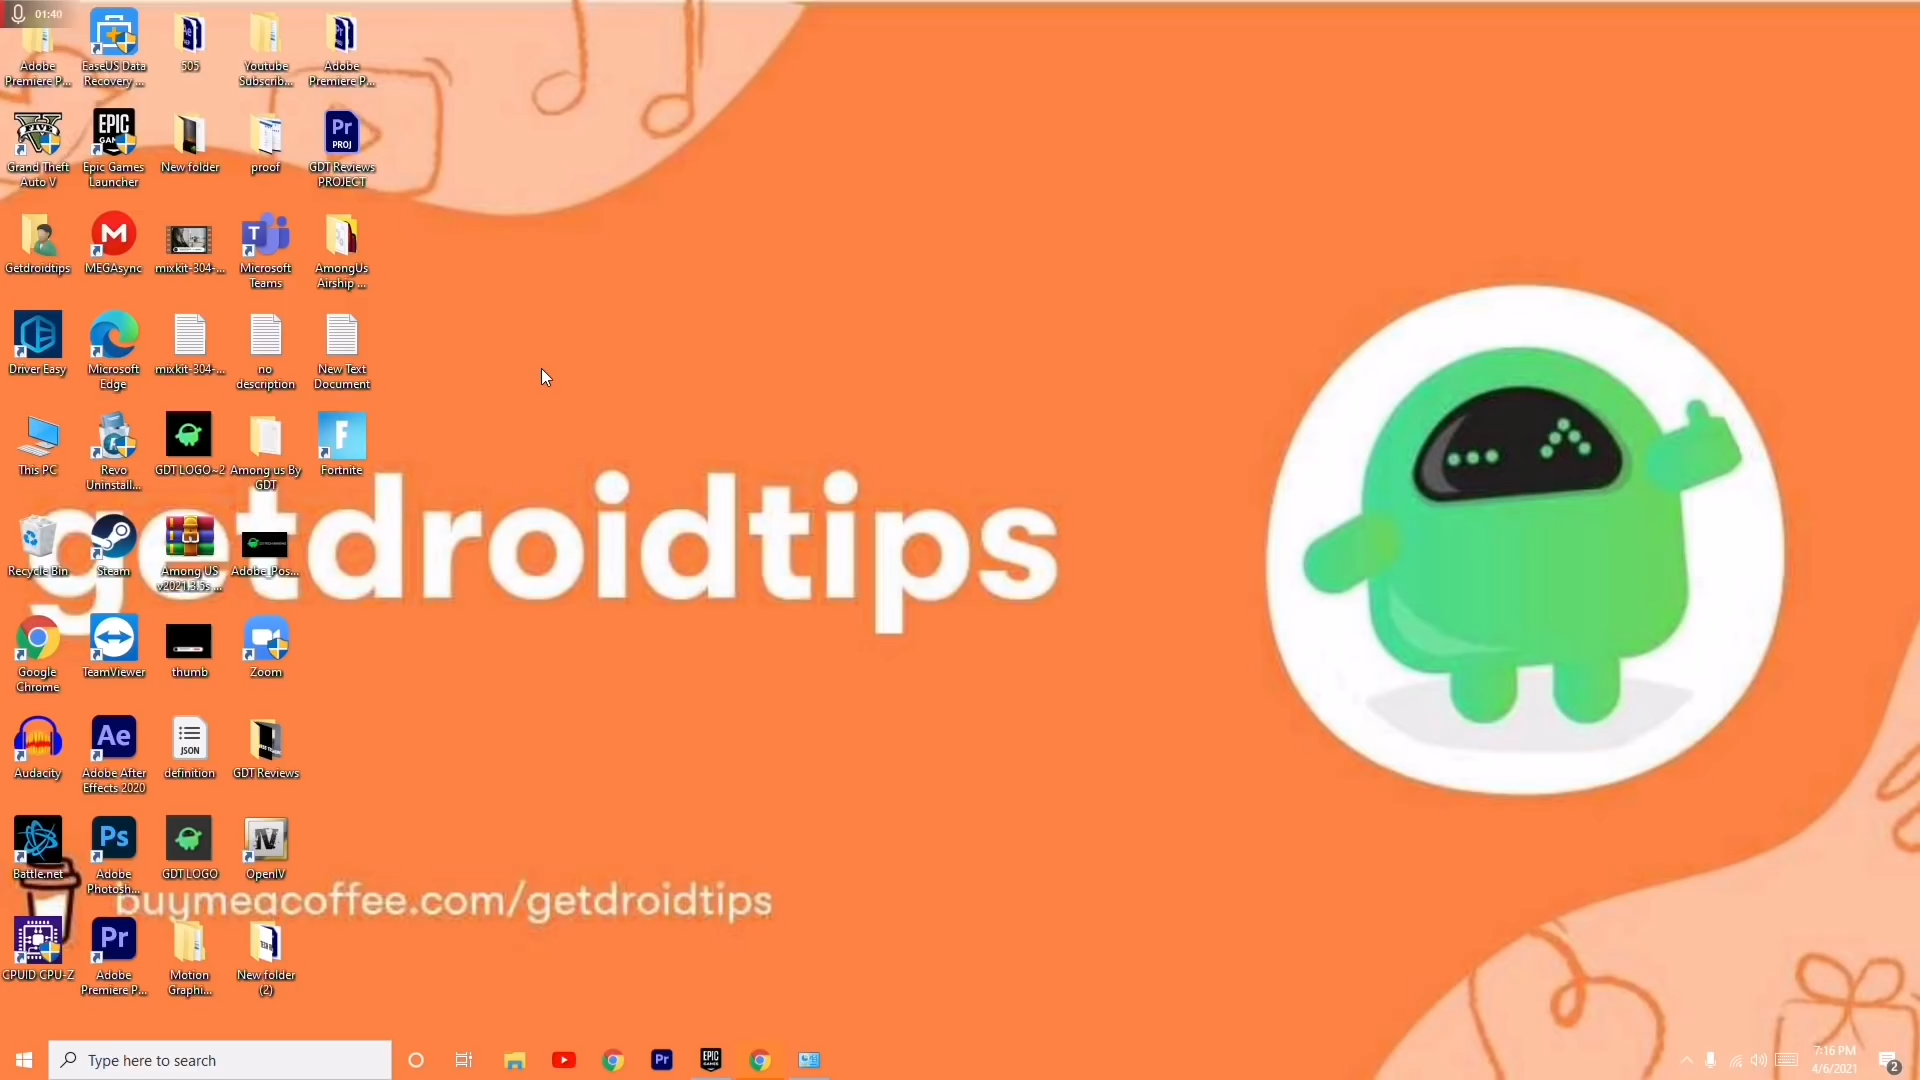 01:40
Adobe
Premiere P...
EaseUS Data
Recovery ...
505
Youtube
Subscrib...
Adobe
Premiere P...
Grand Theft
Auto V
Epic Games
Launcher
New folder
proof
GDT Reviews
PROJECT
Getdroidtips
MEGAsync
mixkit-304-...
Microsoft
Teams
AmongUs
Airship ...
Driver Easy
Microsoft
Edge
mixkit-304-...
no
description
New Text
Document
This PC
Revo
Uninstall...
GDT LOGO~2
Among us By
GDT
Fortnite
Recycle Bin
Steam
Among US
v2021.3.5s ...
Adobe_Pos...
getdroidtips
Google
Chrome
TeamViewer
thumb
Zoom
Audacity
Adobe After
Effects 2020
definition
GDT Reviews
Battle.net
Adobe
Photosh...
GDT LOGO
OpenIV
buymeacoffee.com/getdroidtips
CPUID CPU-Z
Adobe
Premiere P...
Motion
Graphi...
New folder
(2)
Type here to search
7:16 PM
4/6/2021
2